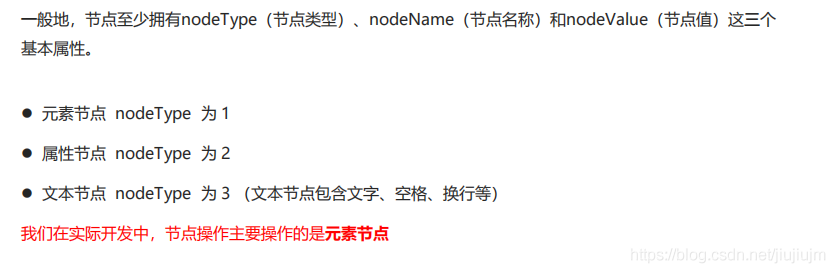 一般地，节点至少拥有nodeType（节点类型）、nodeName（节点名称）和nodeValue（节点值）这三个
基本属性。
● 元素节点 nodeType 为 1
● 属性节点 nodeType 为 2
● 文本节点 nodeType 为 3 （文本节点包含文字、空格、换行等）
我们在实际开发中，节点操作主要操作的是元素节点
https://blog.csdn.net/jiujiujm